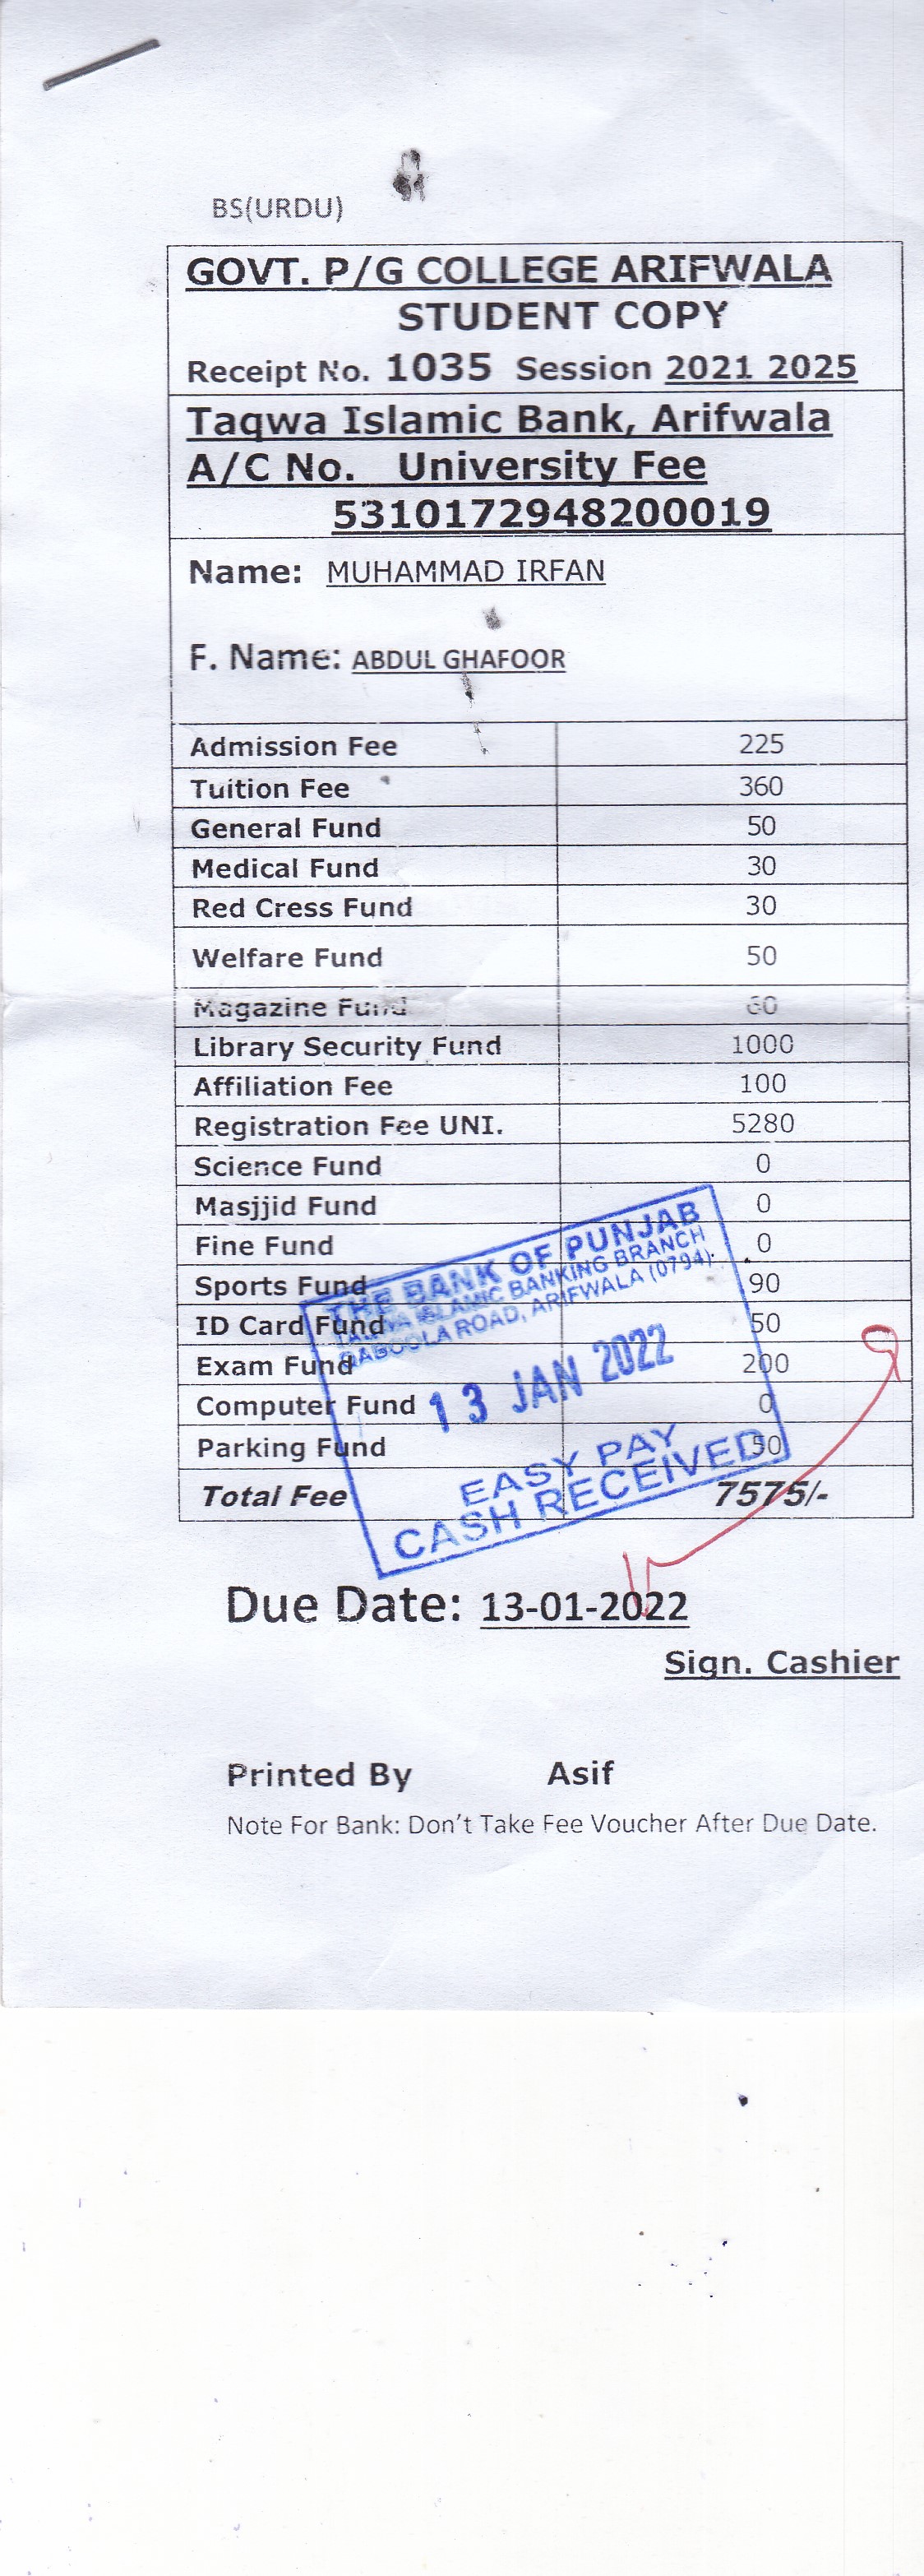 BS(URDU)
GOVT. P/G COLLEGE ARIFWALA
STUDENT COPY
Receipt No. 1035 Session 2021 2025
Taqwa Islamic Bank, Arifwala
A/C No. University Fee
5310172948200019
Name: MUHAMMAD IRFAN
F. Name: ABDUL GHAFOOR
Admission Fee 225
Tuition Fee 360
General Fund 50
Medical Fund 30
Red Cress Fund 30
Welfare Fund 50
Magazine Fund 60
Library Security Fund 1000
Affiliation Fee 100
Registration Fee UNI. 5280
Science Fund 0
Masjjid Fund 0
Fine Fund 0
Sports Fund 90
ID Card Fund 50
Exam Fund 200
Computer Fund 0
Parking Fund 50
Total Fee 7575/-
THE BANK OF PUNJAB
TAQWA ISLAMIC BANKING BRANCH
ROAD, ARIFWALA (0794)
13 JAN 2022
EASY PAY
CASH RECEIVED
Due Date: 13-01-2022
Sign. Cashier
Printed By Asif
Note For Bank: Don't Take Fee Voucher After Due Date.